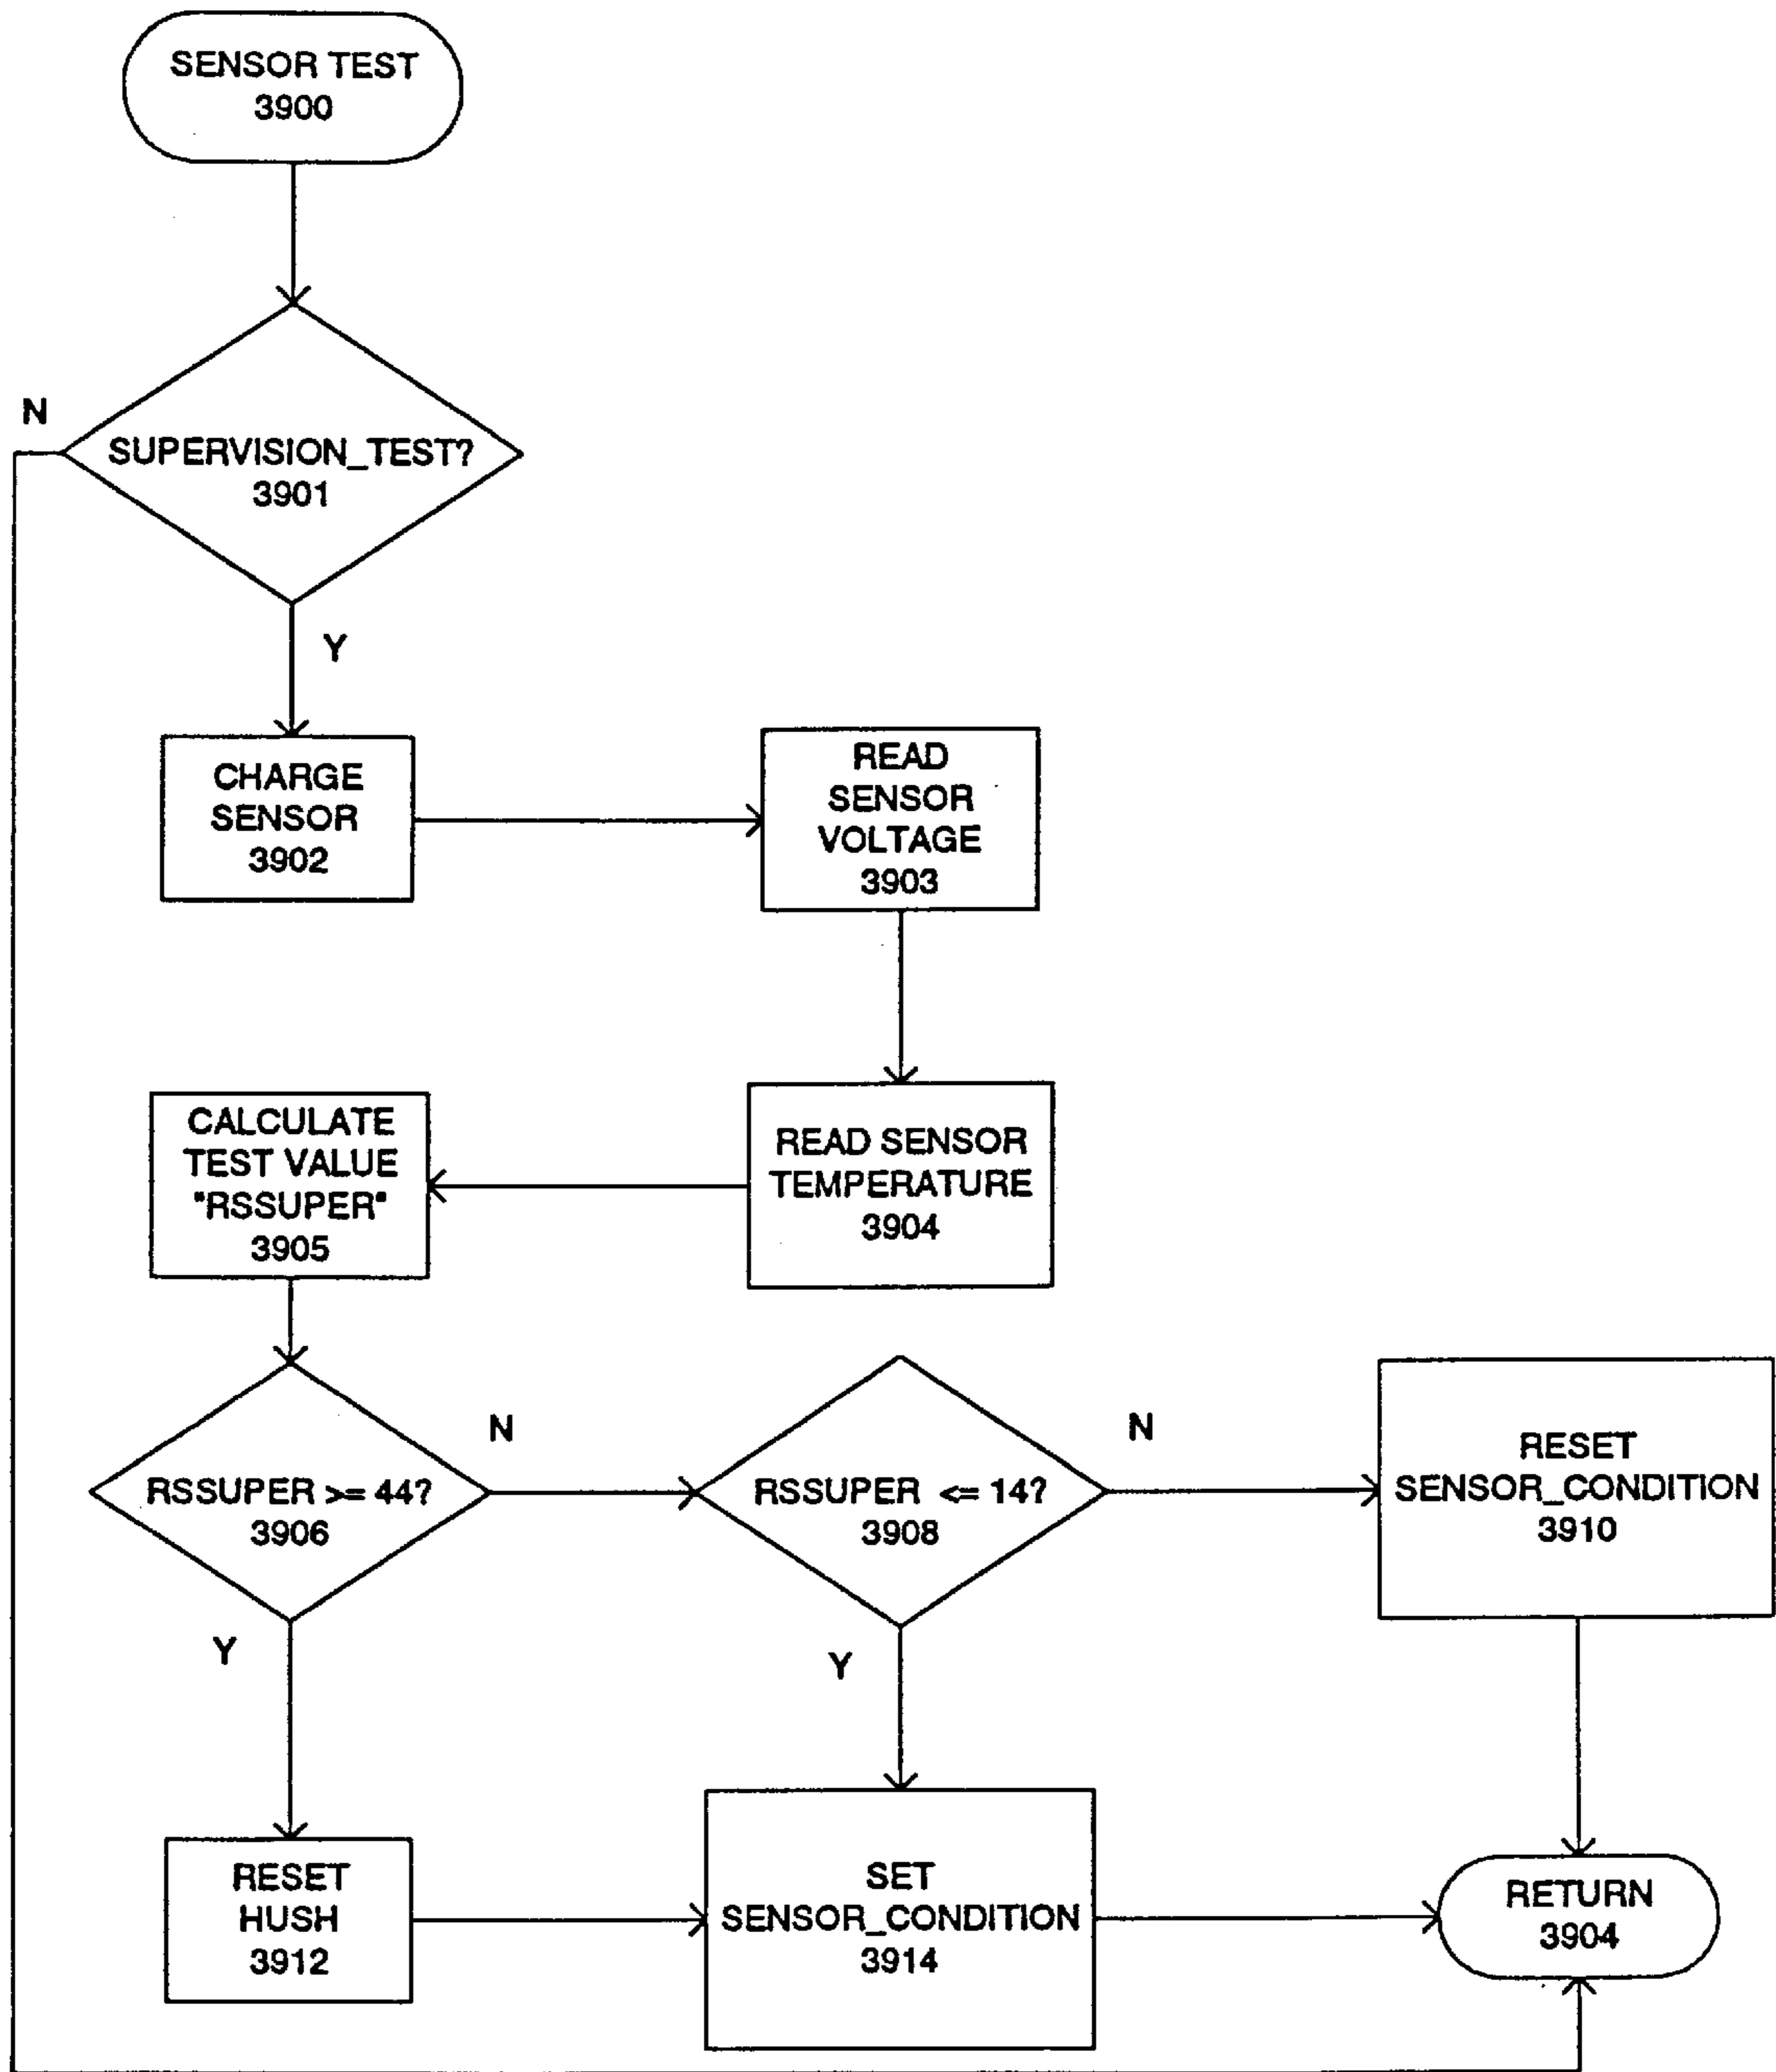 SENSOR TEST
3900
N
SUPERVISION_TEST?
3901
Y
CHARGE
SENSOR
3902
READ
SENSOR
VOLTAGE
3903
READ SENSOR
TEMPERATURE
3904
CALCULATE
TEST VALUE
"RSSUPER"
3905
RSSUPER >= 44?
3906
N
Y
RSSUPER <= 14?
3908
N
Y
RESET
SENSOR_CONDITION
3910
RESET
HUSH
3912
SET
SENSOR_CONDITION
3914
RETURN
3904